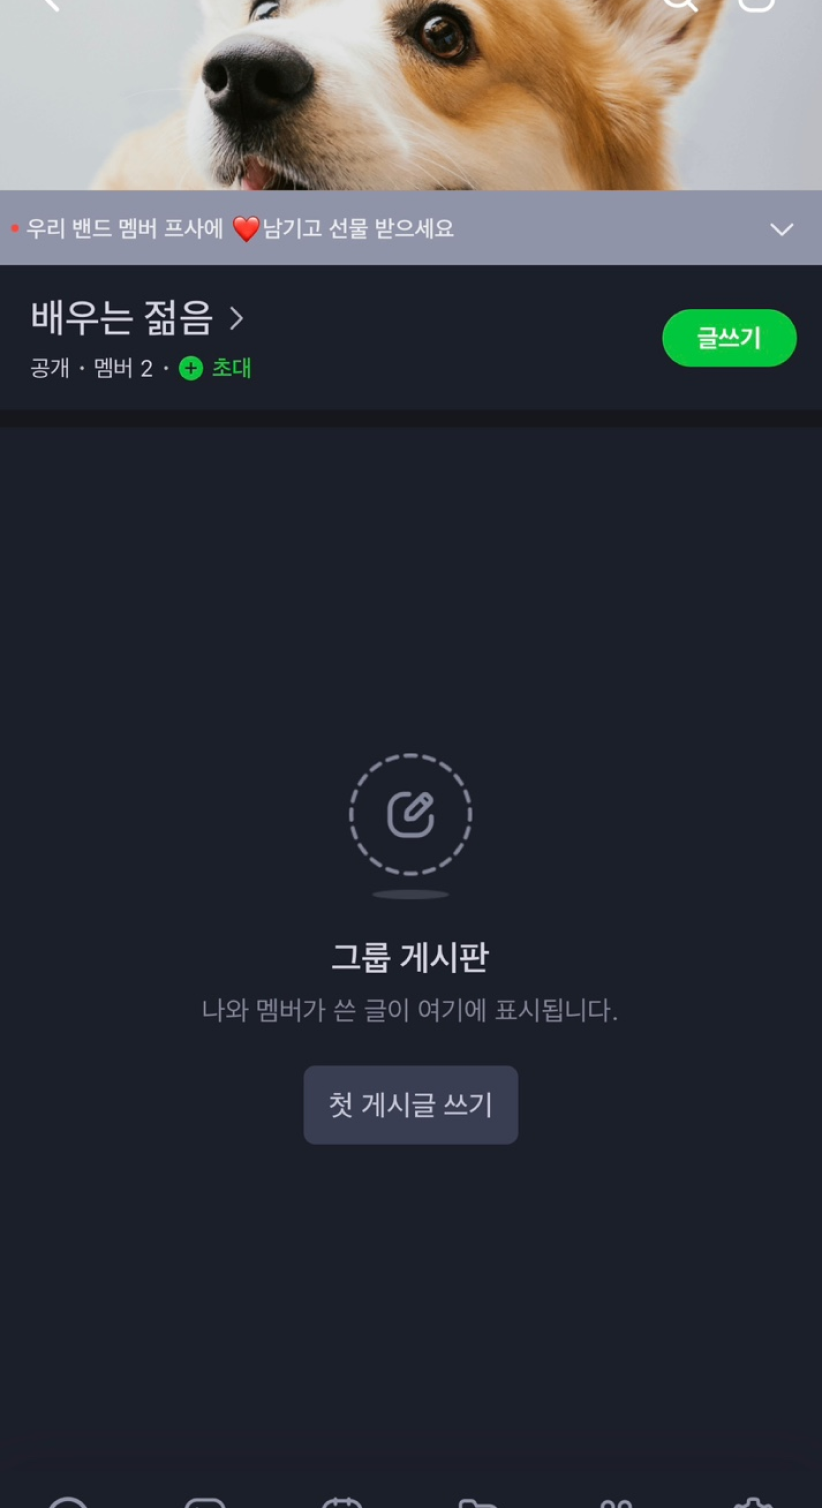 우리 밴드 멤버 프사에 ❤️남기고 선물 받으세요
배우는 젊음 >
글쓰기
공개 · 멤버 2 · + 초대
그룹 게시판
나와 멤버가 쓴 글이 여기에 표시됩니다.
첫 게시글 쓰기